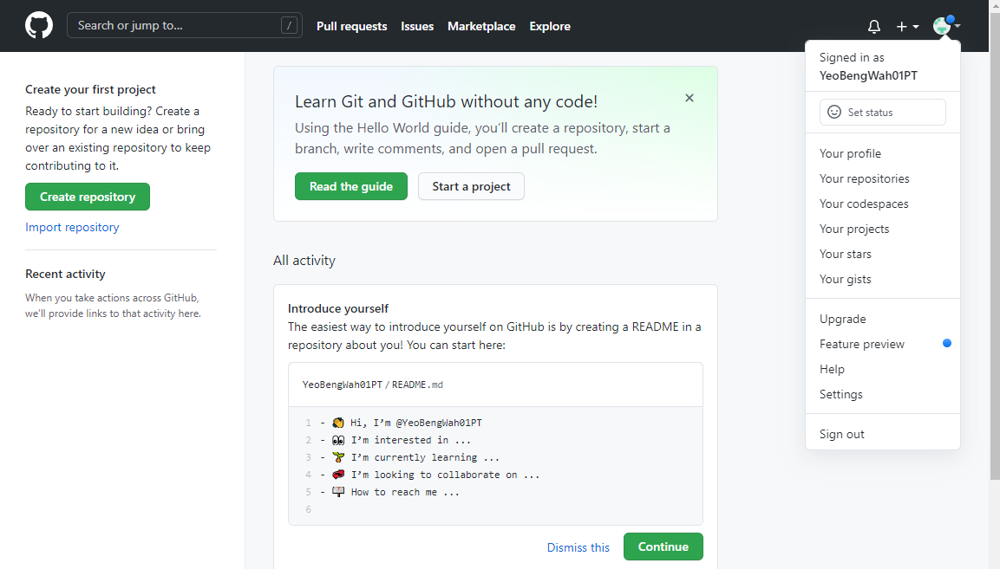 Search or jump to...
/
Pull requests
Issues
Marketplace
Explore
Create your first project
Ready to start building? Create a
repository for a new idea or bring
over an existing repository to keep
contributing to it.
Create repository
Import repository
Recent activity
When you take actions across GitHub,
we'll provide links to that activity here.
Learn Git and GitHub without any code!
Using the Hello World guide, you'll create a repository, start a
branch, write comments, and open a pull request.
Read the guide
Start a project
All activity
Introduce yourself
The easiest way to introduce yourself on GitHub is by creating a README in a
repository about you! You can start here:
YeoBengWah01PT / README.md
1 - 👋 Hi, I'm @YeoBengWah01PT
2 - 👀 I'm interested in ...
3 - 🌱 I'm currently learning ...
4 - 💞️ I'm looking to collaborate on ...
5 - 📫 How to reach me ...
6
Dismiss this
Continue
Signed in as
YeoBengWah01PT
Set status
Your profile
Your repositories
Your codespaces
Your projects
Your stars
Your gists
Upgrade
Feature preview
Help
Settings
Sign out